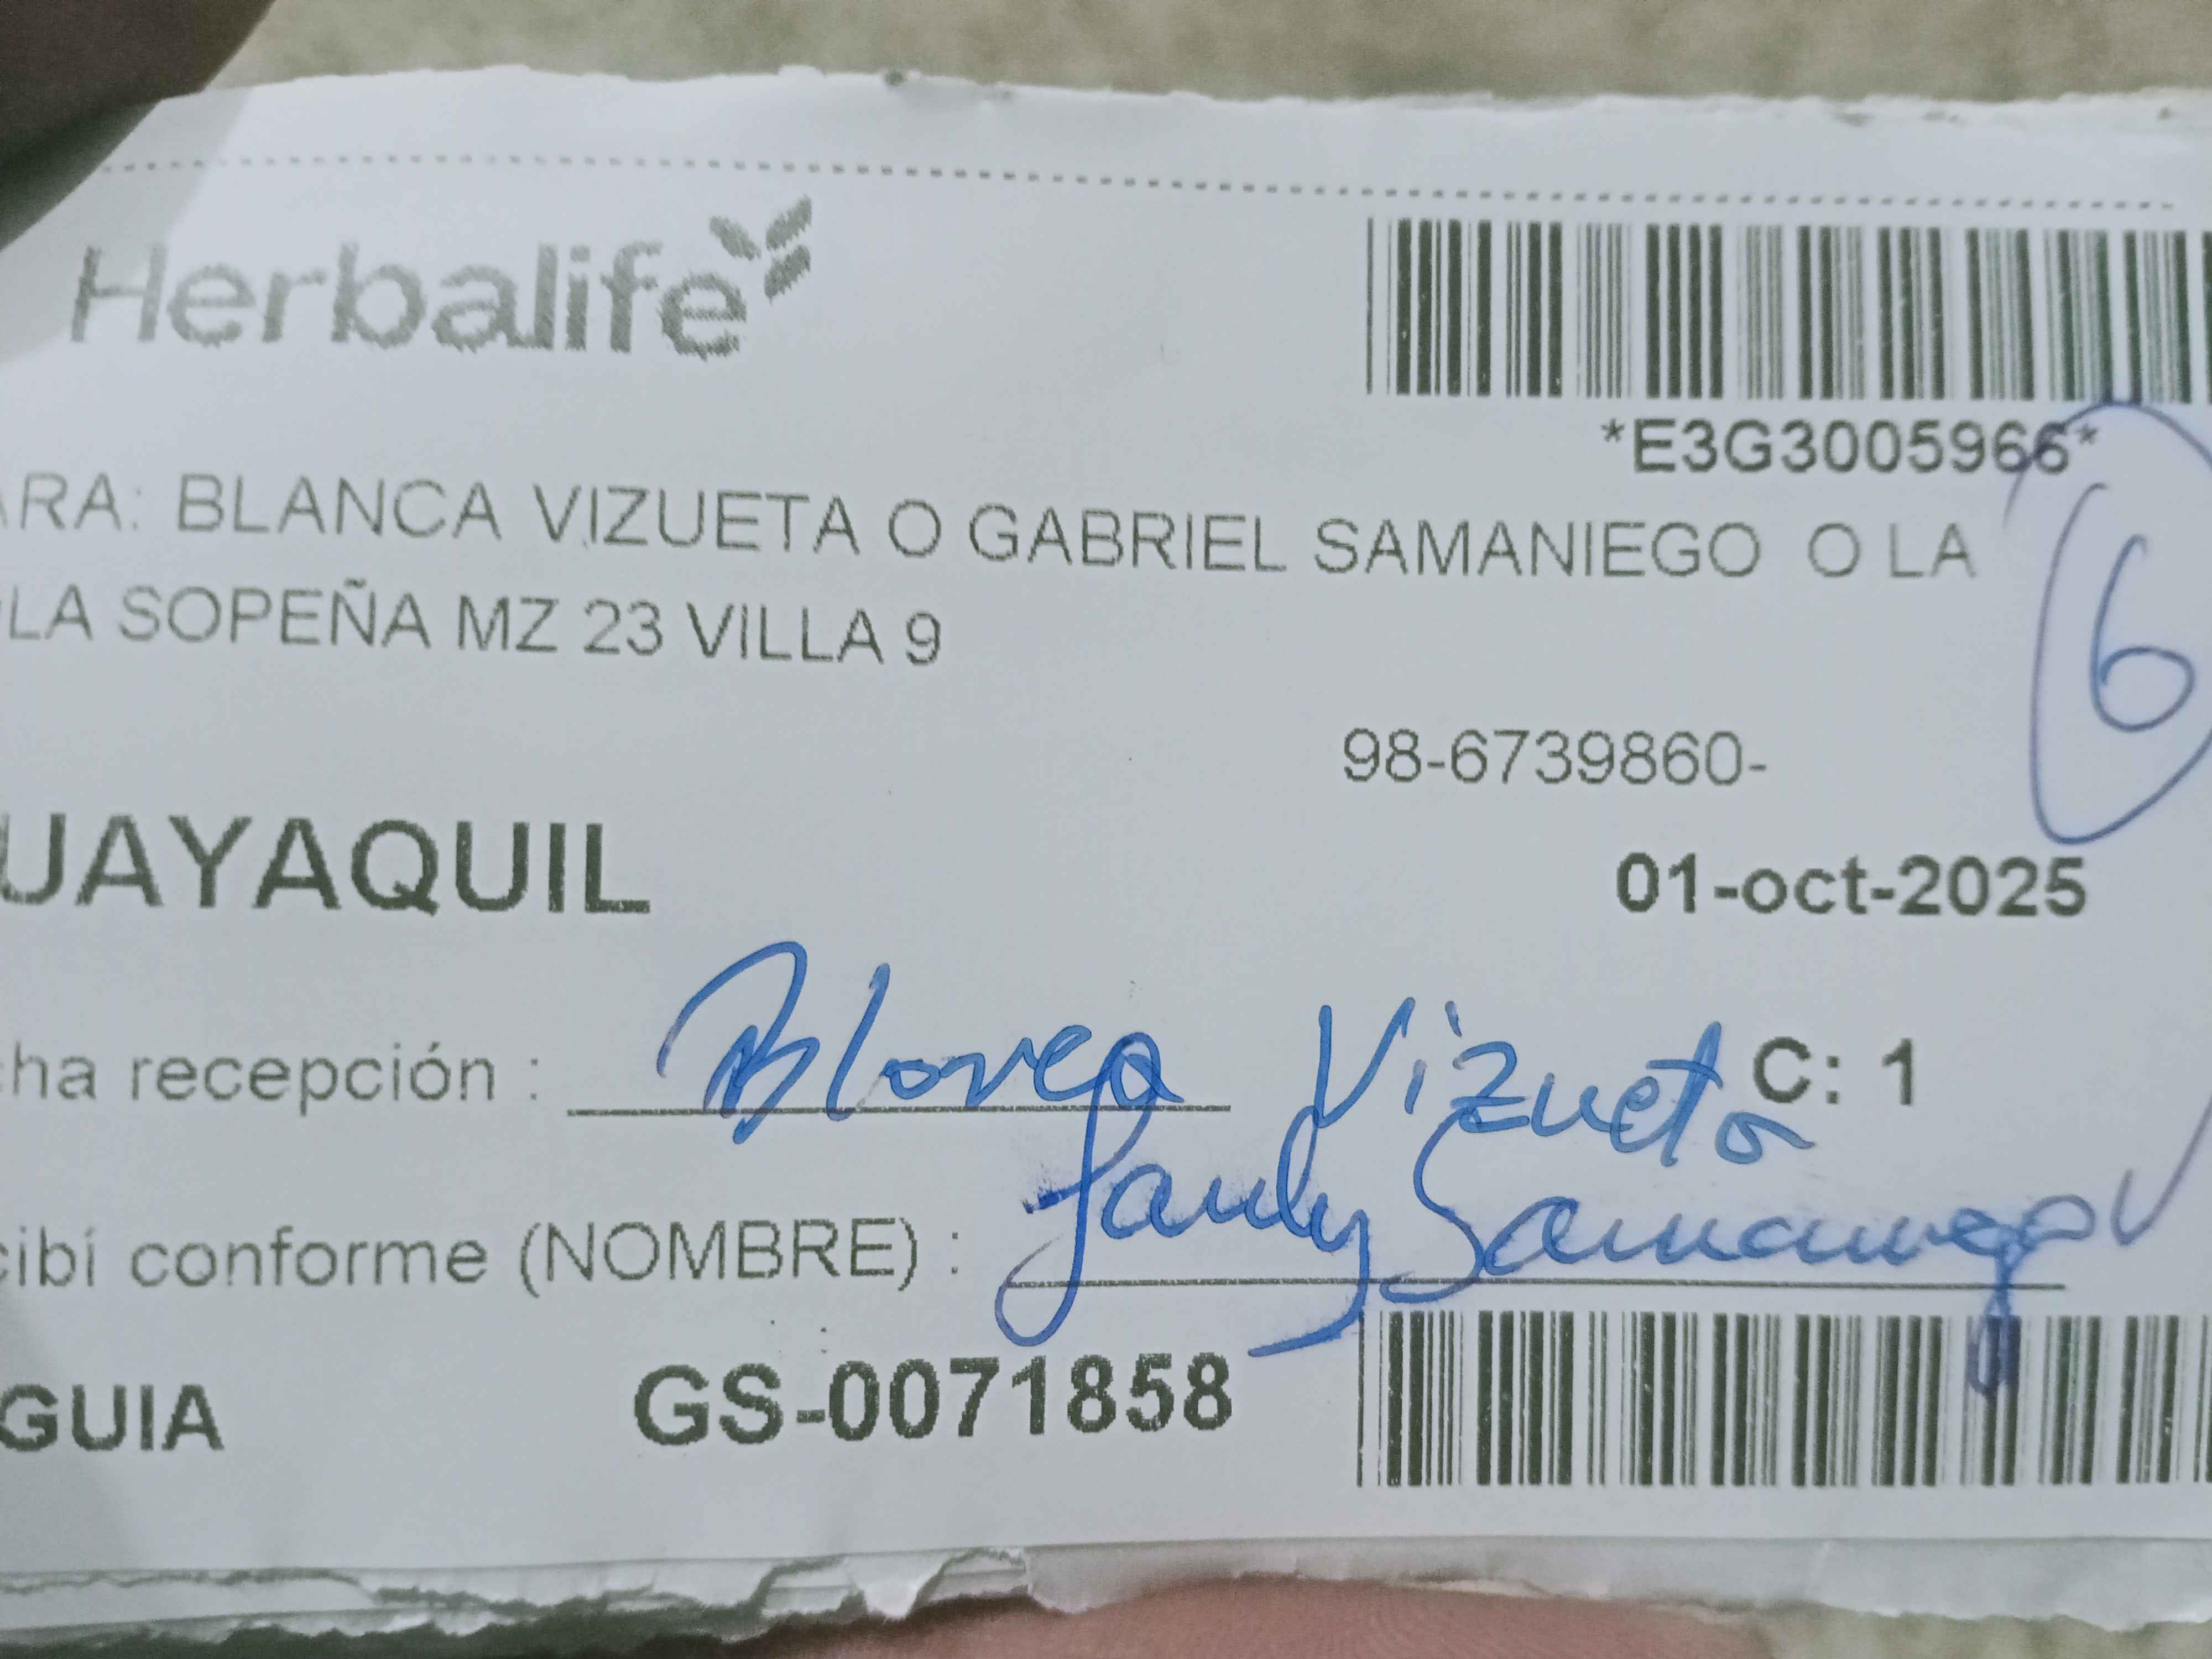 Herbalife
*E3G3005966*
ARA: BLANCA VIZUETA O GABRIEL SAMANIEGO O LA
LA SOPEÑA MZ 23 VILLA 9
6
98-6739860-
UAYAQUIL
01-oct-2025
cha recepción : Blanca Vizueta C: 1
cibí conforme (NOMBRE) : Samaniego
GUIA GS-0071858